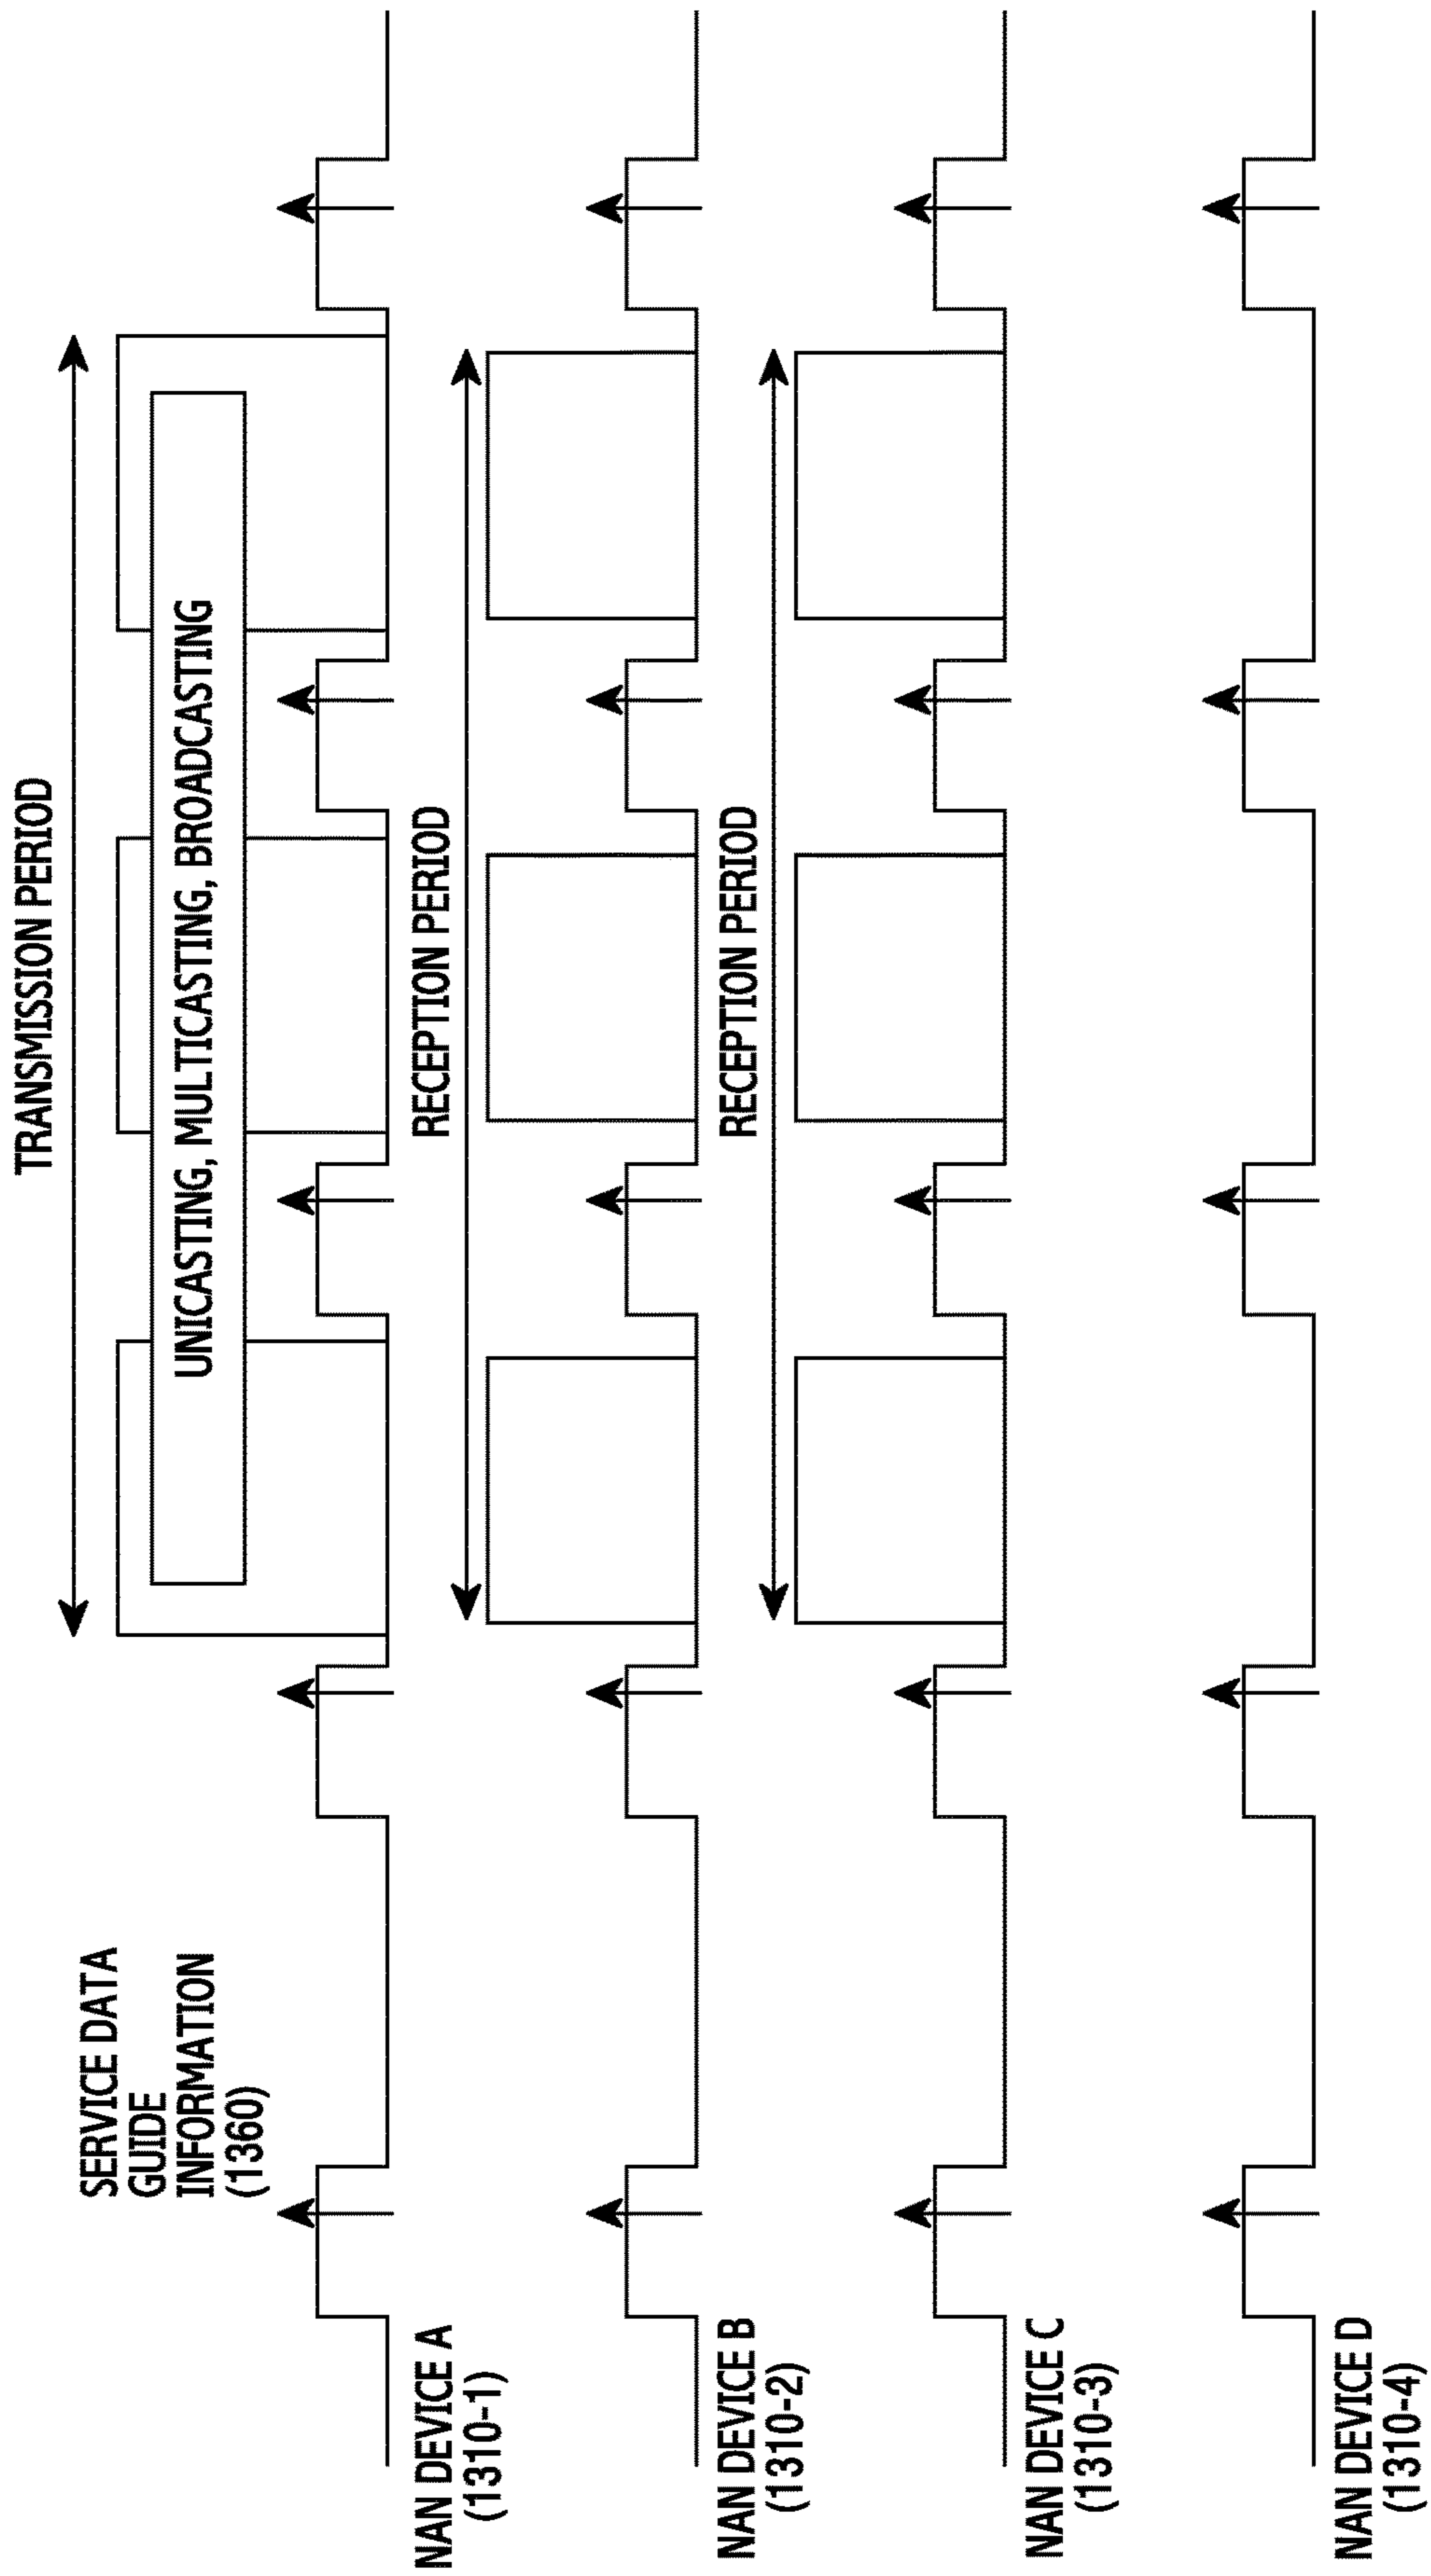 TRANSMISSION PERIOD
SERVICE DATA
GUIDE
INFORMATION
(1360)
UNICASTING, MULTICASTING, BROADCASTING
NAN DEVICE A
(1310-1)
RECEPTION PERIOD
NAN DEVICE B
(1310-2)
RECEPTION PERIOD
NAN DEVICE C
(1310-3)
NAN DEVICE D
(1310-4)